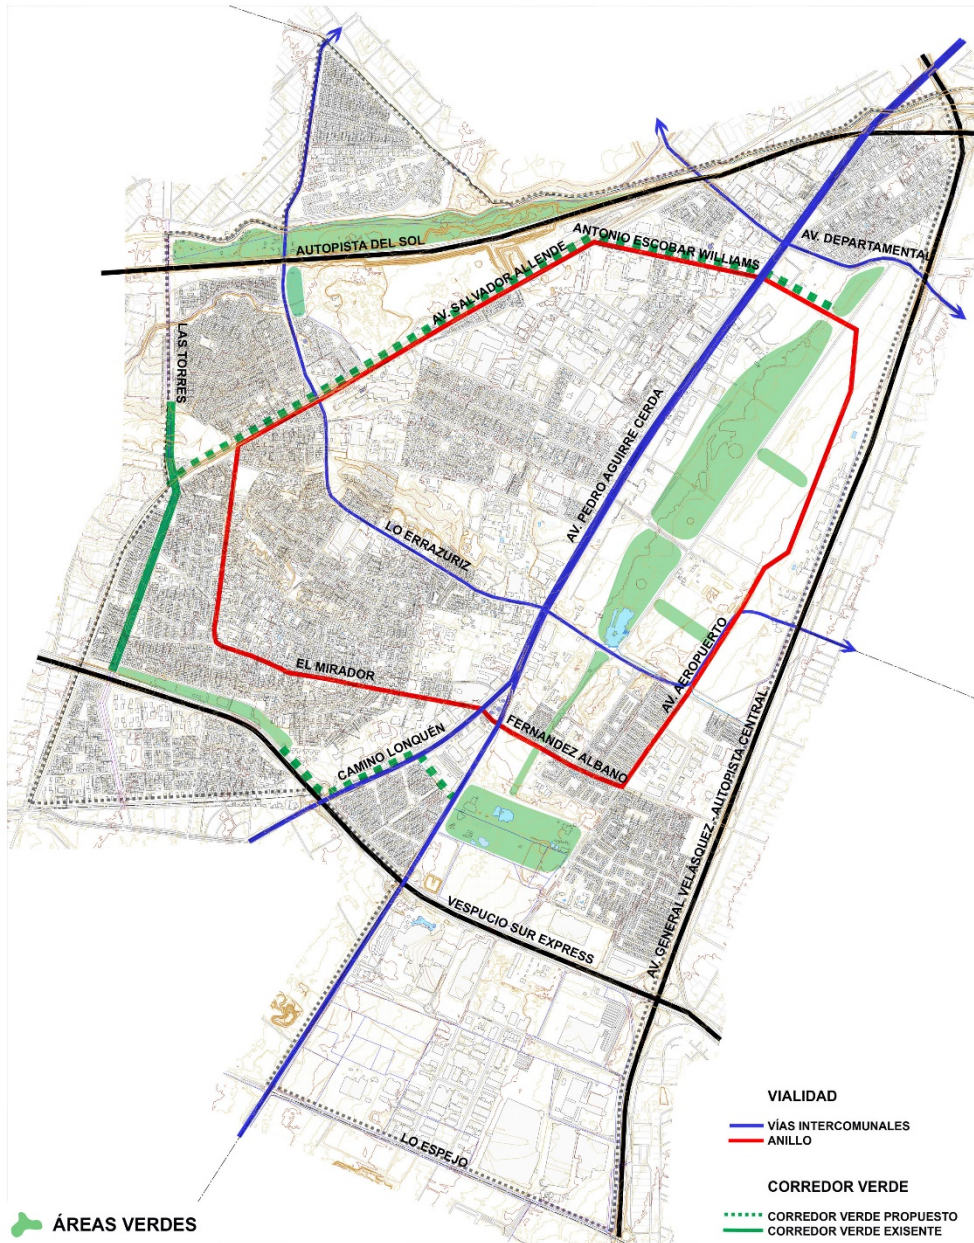 AV. DEPARTAMENTAL
ANTONIO ESCOBAR WILLIAMS
AUTOPISTA DEL SOL
AV. SALVADOR ALLENDE
LAS TORRES
AV. PEDRO AGUIRRE CERDA
LO ERRAZURIZ
EL MIRADOR
AV. AEROPUERTO
FERNANDEZ ALBANO
CAMINO LONQUÉN
AV. GENERAL VELÁSQUEZ - AUTOPISTA CENTRAL
VESPUCIO SUR EXPRESS
LO ESPEJO
VIALIDAD
VÍAS INTERCOMUNALES
ANILLO
CORREDOR VERDE
CORREDOR VERDE PROPUESTO
CORREDOR VERDE EXISENTE
ÁREAS VERDES